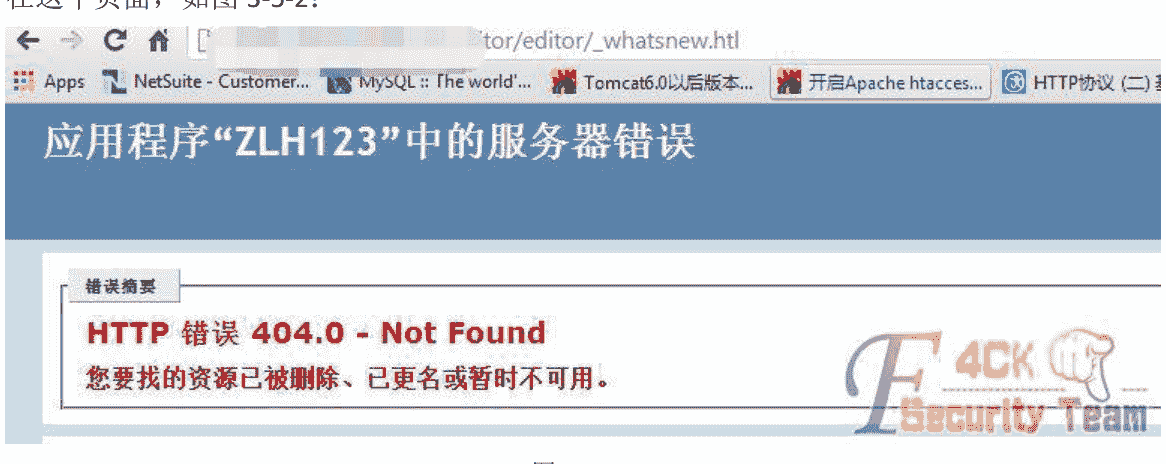 在这个页面，如图 3-5-2：
tor/editor/_whatsnew.htl
Apps NetSuite - Customer... MySQL :: The world'... Tomcat6.0以后版本... 开启Apache htacces... HTTP协议 (二)
应用程序“ZLH123”中的服务器错误
错误摘要
HTTP 错误 404.0 - Not Found
您要找的资源已被删除、已更名或暂时不可用。
F4CK
Security Team